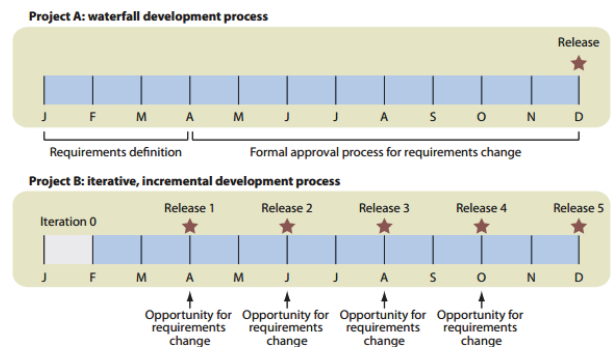 Project A: waterfall development process
Release
J F M A M J J A S O N D
Requirements definition Formal approval process for requirements change
Project B: iterative, incremental development process
Iteration 0 Release 1 Release 2 Release 3 Release 4 Release 5
J F M A M J J A S O N D
Opportunity for Opportunity for Opportunity for Opportunity for
requirements requirements requirements requirements
change change change change